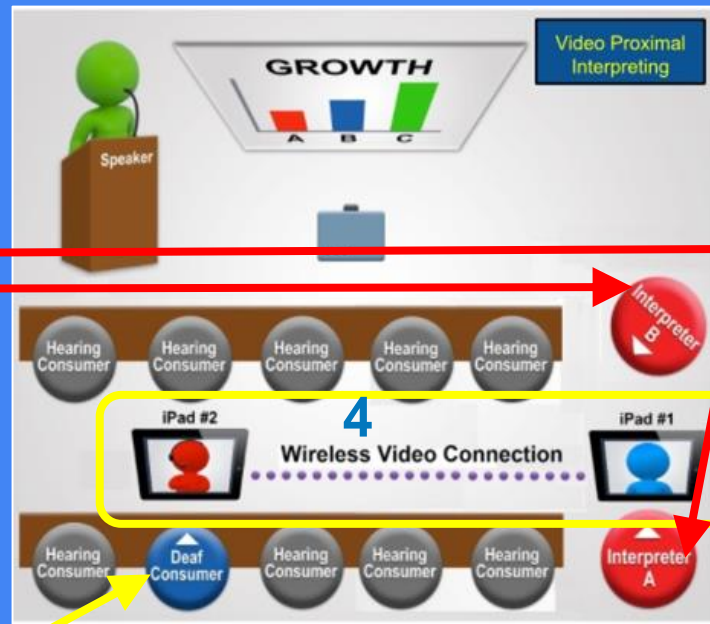 Video Proximal
Interpreting
GROWTH
A B C
Speaker
Interpreter
B
Hearing
Consumer
Hearing
Consumer
Hearing
Consumer
Hearing
Consumer
Hearing
Consumer
iPad #2
4
iPad #1
Wireless Video Connection
Hearing
Consumer
Deaf
Consumer
Hearing
Consumer
Hearing
Consumer
Hearing
Consumer
Interpreter
A